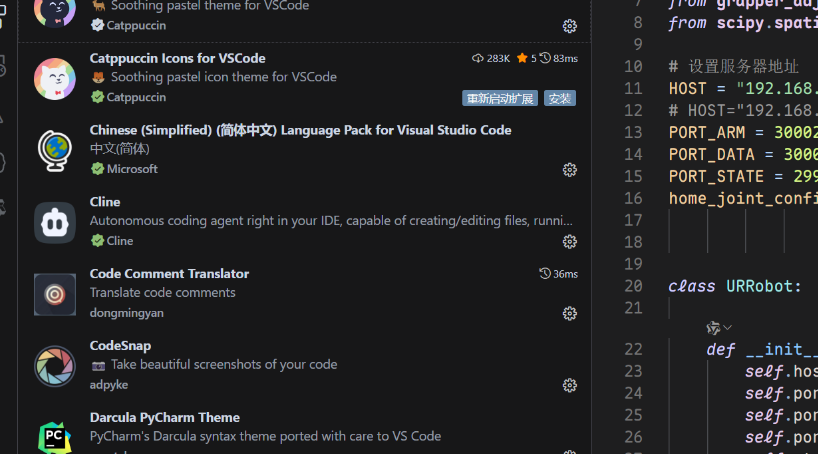 Soothing pastel theme for VSCode
Catppuccin
Catppuccin Icons for VSCode
283K
5
83ms
Soothing pastel icon theme for VSCode
Catppuccin
重新启动扩展
安装
Chinese (Simplified) (简体中文) Language Pack for Visual Studio Code
中文(简体)
Microsoft
Cline
Autonomous coding agent right in your IDE, capable of creating/editing files, runni...
Cline
Code Comment Translator
36ms
Translate code comments
dongmingyan
CodeSnap
Take beautiful screenshots of your code
adpyke
Darcula PyCharm Theme
PC
PyCharm's Darcula syntax theme ported with care to VS Code
7
8 from scipy.spati
9
10 # 设置服务器地址
11 HOST = "192.168.
12 # HOST="192.168.
13 PORT_ARM = 30002
14 PORT_DATA = 3000
15 PORT_STATE = 299
16 home_joint_confi
17
18
19
20 class URRobot:
21
22 def __init__
23 self.hos
24 self.por
25 self.por
26 self.por